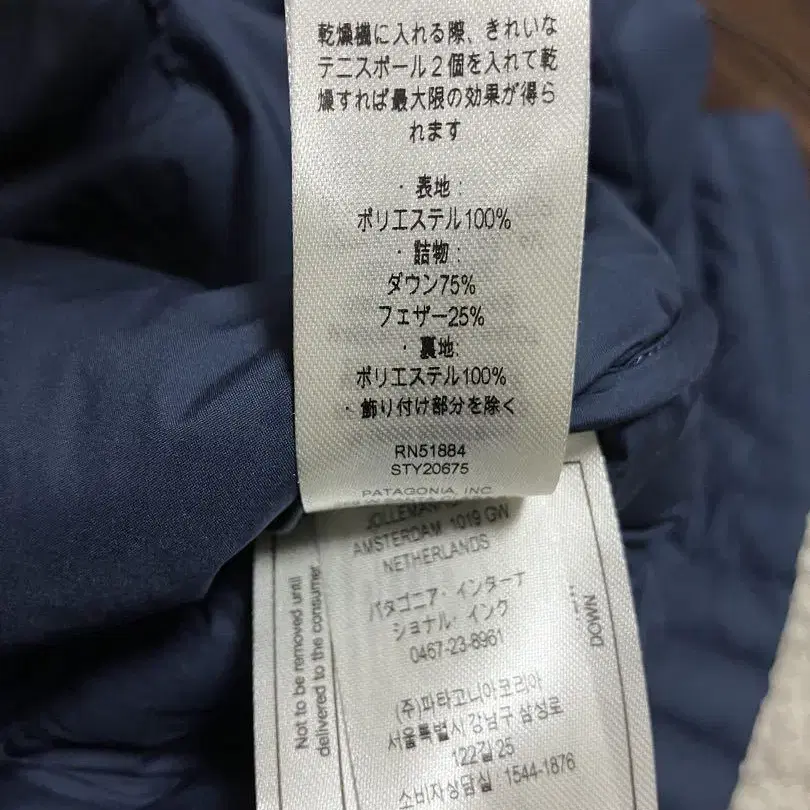 乾燥機に入れる際、きれいな
テニスボール2個を入れて乾
燥すれば最大限の効果が得ら
れます
・表地:
ポリエステル100%
・詰物:
ダウン75%
フェザー25%
・裏地:
ポリエステル100%
・飾り付け部分を除く
RN51884
STY20675
PATAGONIA, INC
AMSTERDAM 1019 GW
NETHERLANDS
パタゴニア・インターナ
ショナル・インク
0467-23-8961
(주)파타고니아코리아
서울특별시 강남구 삼성로
122길 25
소비자상담실 1544-1876
Not to be removed until
delivered to the consumer
DOWN